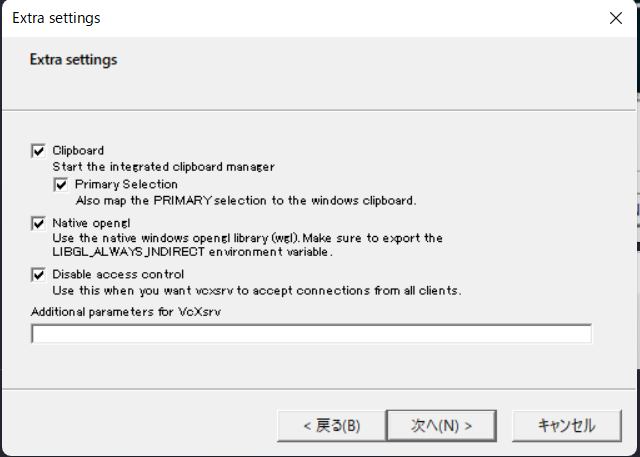 Extra settings
Extra settings
Clipboard
Start the integrated clipboard manager
Primary Selection
Also map the PRIMARY selection to the windows clipboard.
Native opengl
Use the native windows opengl library (wgl). Make sure to export the
LIBGL_ALWAYS_INDIRECT environment variable.
Disable access control
Use this when you want vcxsrv to accept connections from all clients.
Additional parameters for VcXsrv
< 戻る(B) 次へ(N) > キャンセル